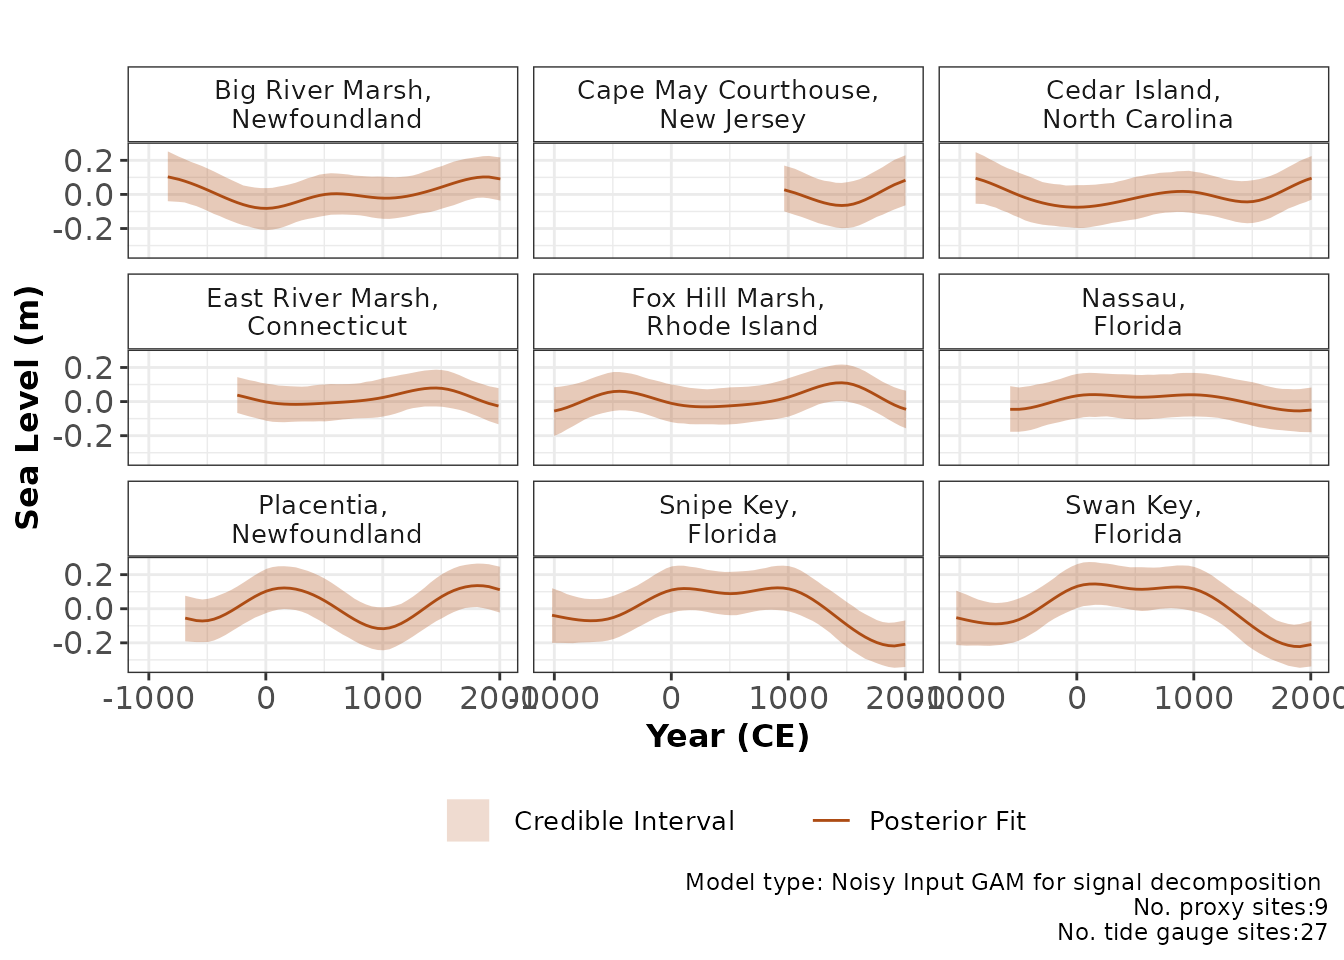 Big River Marsh,
Newfoundland
Cape May Courthouse,
New Jersey
Cedar Island,
North Carolina
0.2
0.0
-0.2
East River Marsh,
Connecticut
Fox Hill Marsh,
Rhode Island
Nassau,
Florida
0.2
0.0
-0.2
Placentia,
Newfoundland
Snipe Key,
Florida
Swan Key,
Florida
0.2
0.0
-0.2
Sea Level (m)
-1000 0 1000 2000 -1000 0 1000 2000 -1000 0 1000 2000
Year (CE)
Credible Interval Posterior Fit
Model type: Noisy Input GAM for signal decomposition
No. proxy sites:9
No. tide gauge sites:27